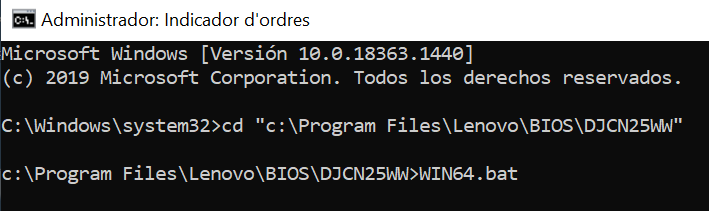 Administrador: Indicador d'ordres
Microsoft Windows [Versión 10.0.18363.1440]
(c) 2019 Microsoft Corporation. Todos los derechos reservados.
C:\Windows\system32>cd "c:\Program Files\Lenovo\BIOS\DJCN25WW"
c:\Program Files\Lenovo\BIOS\DJCN25WW>WIN64.bat